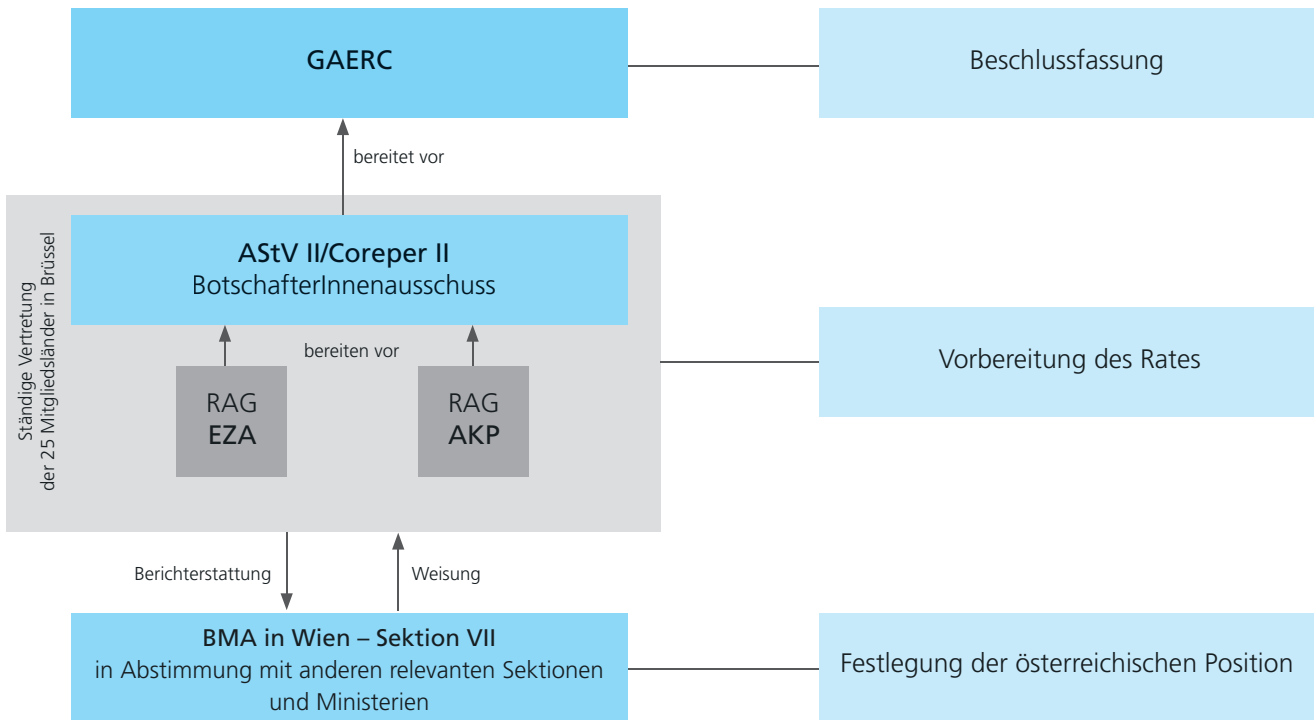 GAERC
Beschlussfassung
bereitet vor
Ständige Vertretung
der 25 Mitgliedsländer in Brüssel
AStV II/Coreper II
BotschafterInnenausschuss
bereiten vor
RAG
EZA
RAG
AKP
Vorbereitung des Rates
Berichterstattung
Weisung
BMA in Wien – Sektion VII
in Abstimmung mit anderen relevanten Sektionen
und Ministerien
Festlegung der österreichischen Position